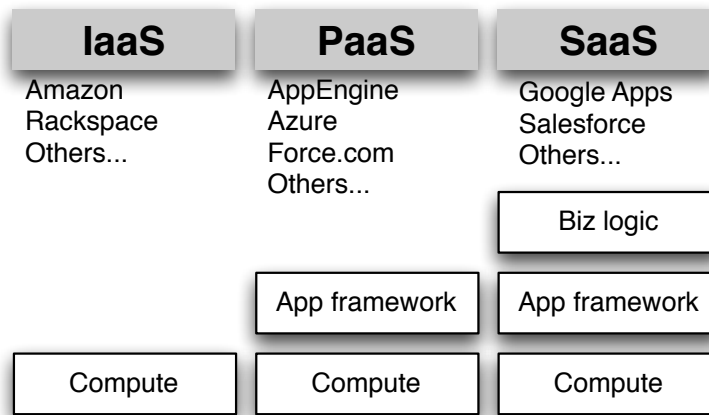 IaaS
PaaS
SaaS
Amazon
Rackspace
Others...
AppEngine
Azure
Force.com
Others...
Google Apps
Salesforce
Others...
Biz logic
App framework
App framework
Compute
Compute
Compute